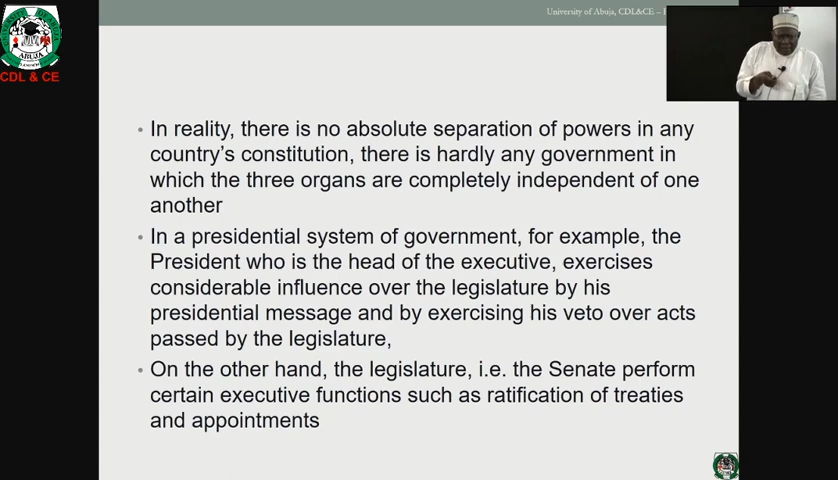 University of Abuja, CDL&CE –
ABUJA
CDL & CE
• In reality, there is no absolute separation of powers in any
country's constitution, there is hardly any government in
which the three organs are completely independent of one
another
• In a presidential system of government, for example, the
President who is the head of the executive, exercises
considerable influence over the legislature by his
presidential message and by exercising his veto over acts
passed by the legislature,
• On the other hand, the legislature, i.e. the Senate perform
certain executive functions such as ratification of treaties
and appointments